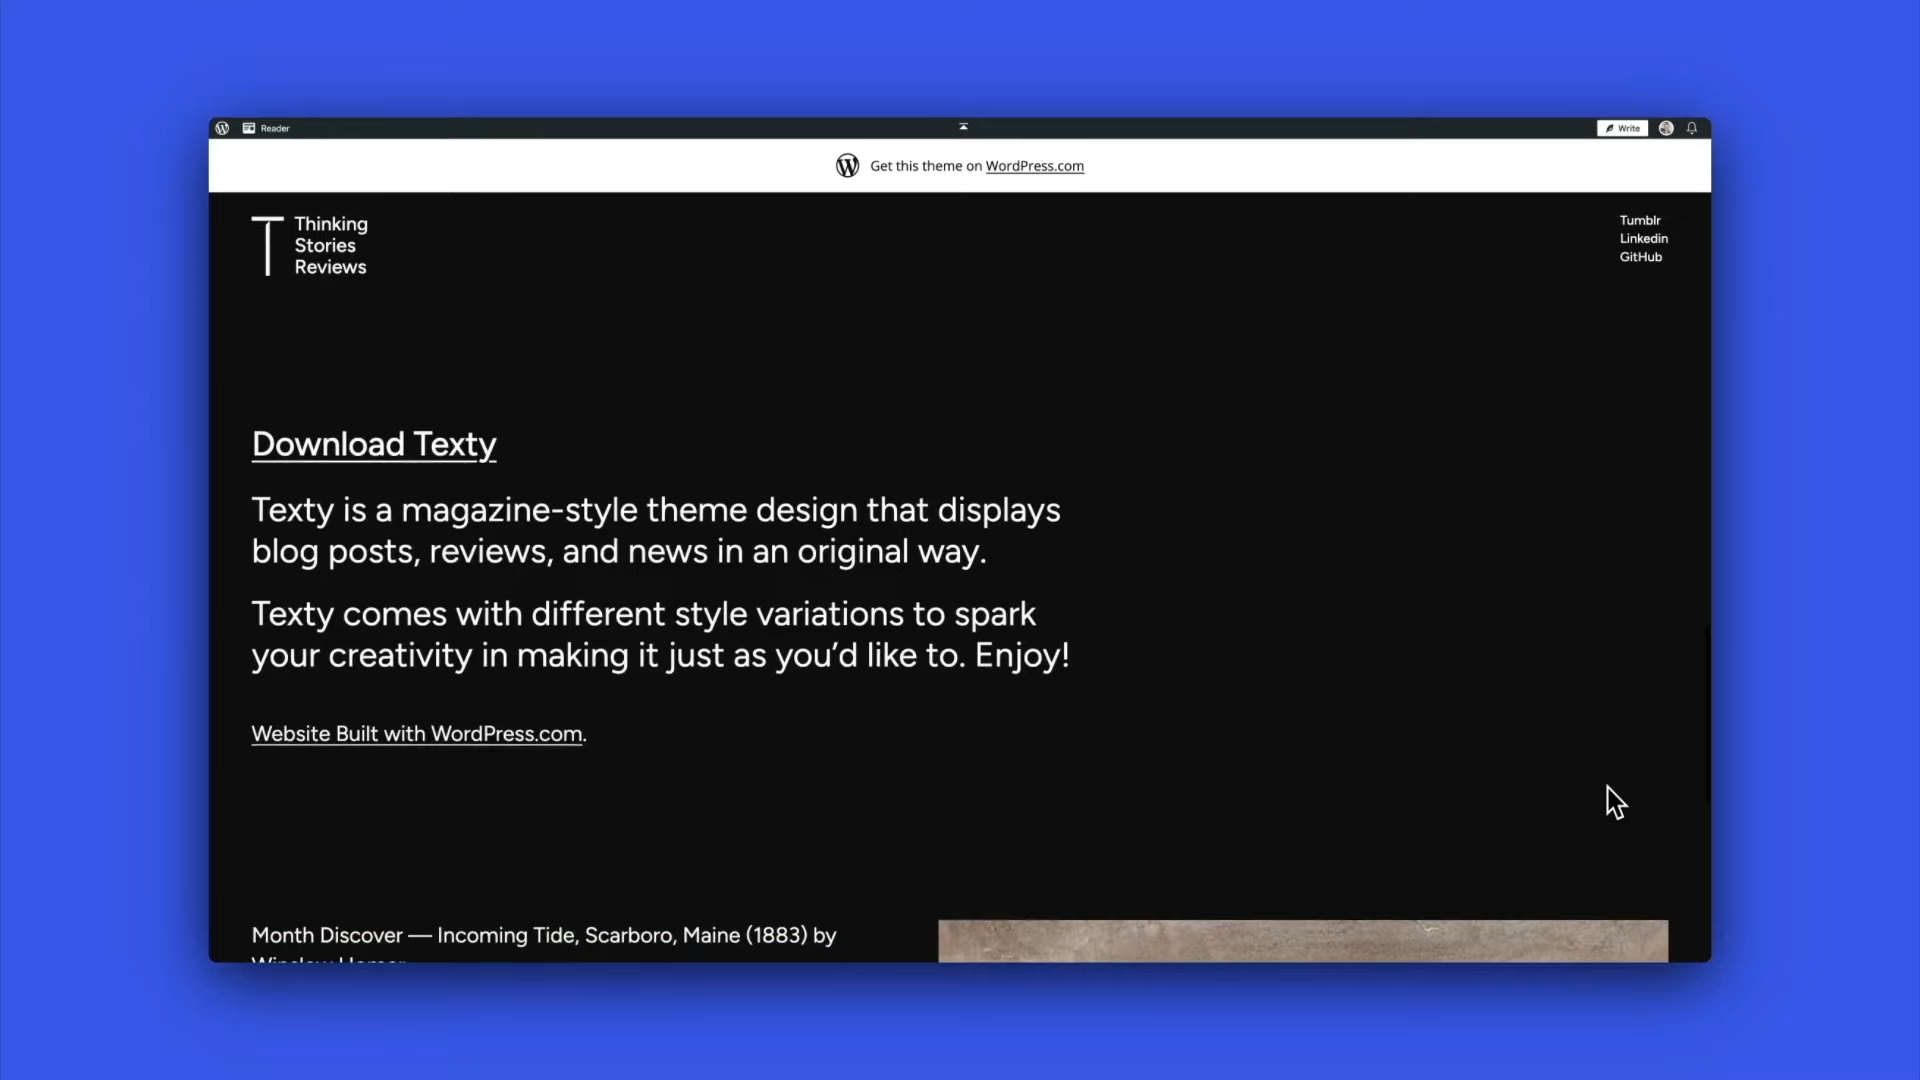 Reader
Write
Get this theme on WordPress.com
T
Thinking
Stories
Reviews
Tumblr
Linkedin
GitHub
Download Texty
Texty is a magazine-style theme design that displays
blog posts, reviews, and news in an original way.
Texty comes with different style variations to spark
your creativity in making it just as you’d like to. Enjoy!
Website Built with WordPress.com.
Month Discover — Incoming Tide, Scarboro, Maine (1883) by
Winslow Homer